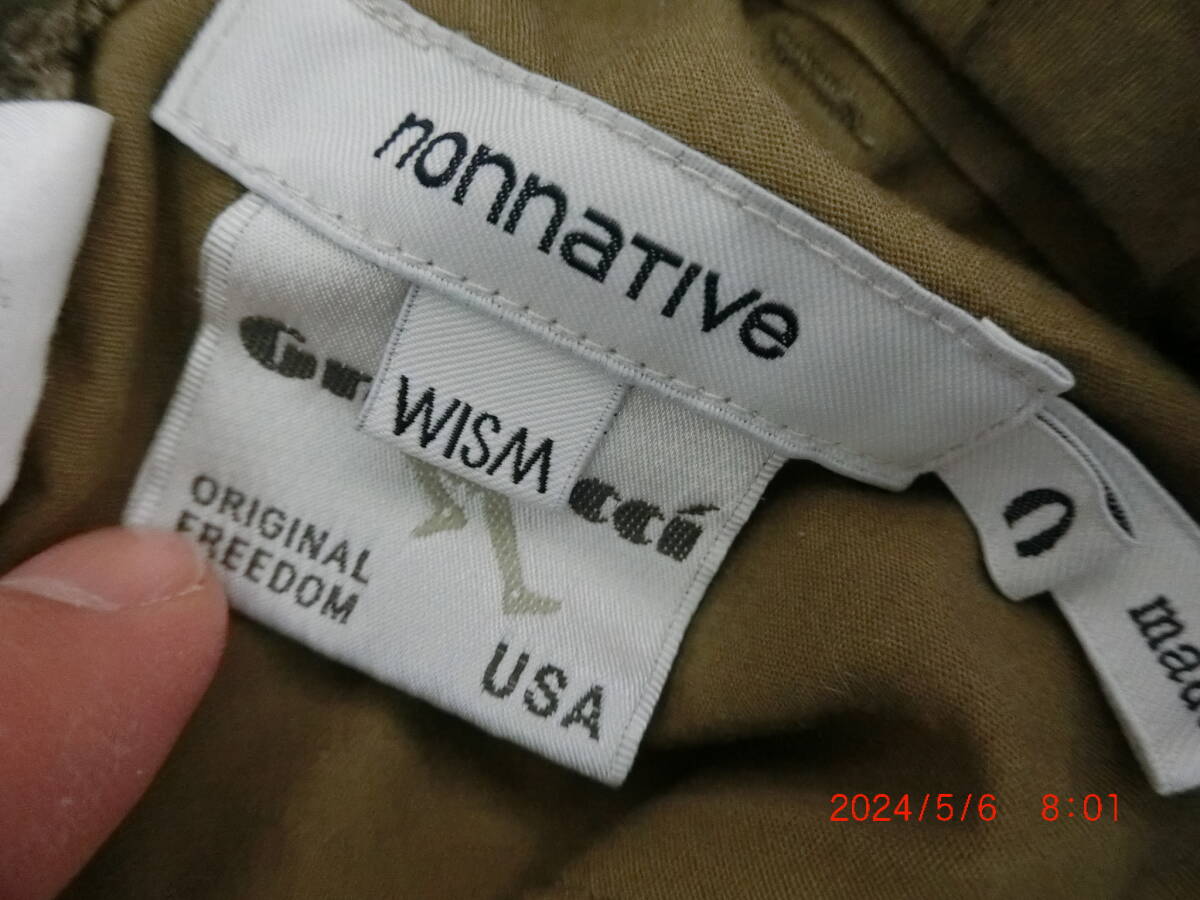 nonnative
WISM
ORIGINAL
FREEDOM
USA
0
2024/5/6 8:01